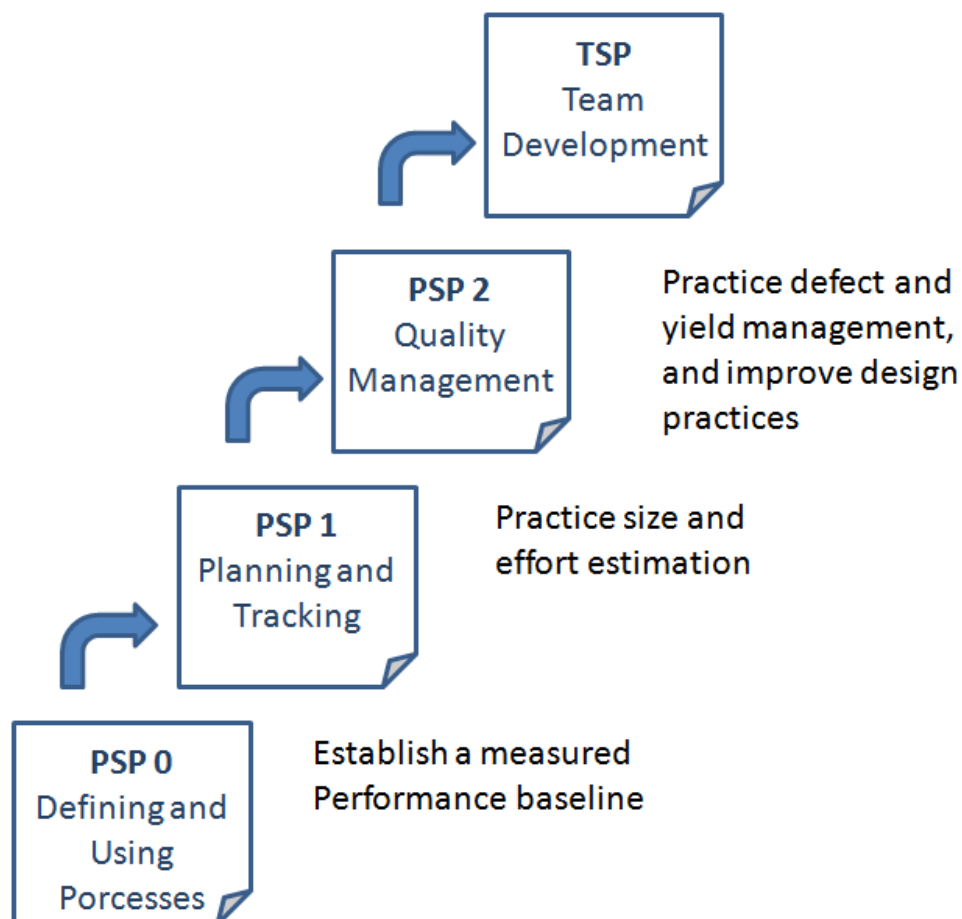 TSP
Team
Development
PSP 2
Quality
Management
Practice defect and
yield management,
and improve design
practices
PSP 1
Planning and
Tracking
Practice size and
effort estimation
PSP 0
Defining and
Using
Porcesses
Establish a measured
Performance baseline